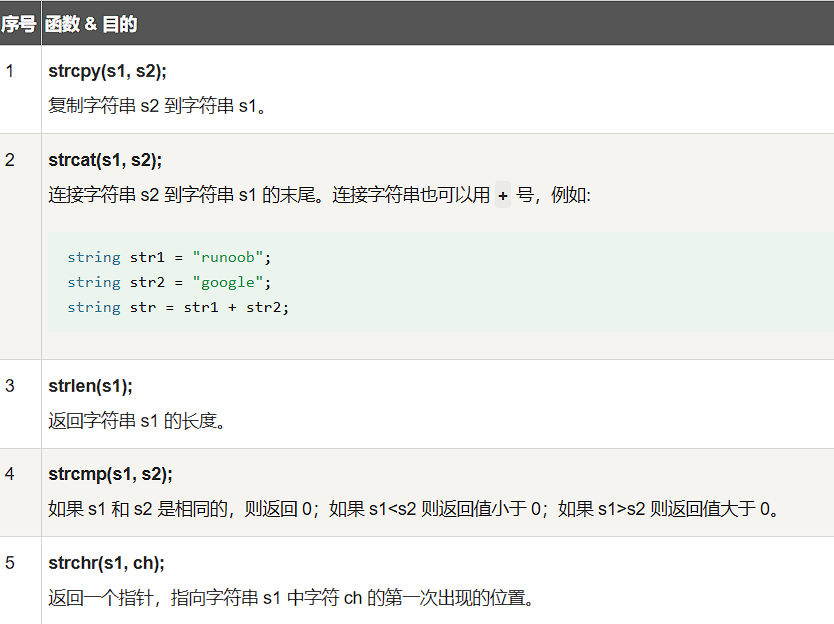 序号 函数 & 目的
1 strcpy(s1, s2);
复制字符串 s2 到字符串 s1。
2 strcat(s1, s2);
连接字符串 s2 到字符串 s1 的末尾。连接字符串也可以用 + 号，例如:
string str1 = "runoob";
string str2 = "google";
string str = str1 + str2;
3 strlen(s1);
返回字符串 s1 的长度。
4 strcmp(s1, s2);
如果 s1 和 s2 是相同的，则返回 0；如果 s1<s2 则返回值小于 0；如果 s1>s2 则返回值大于 0。
5 strchr(s1, ch);
返回一个指针，指向字符串 s1 中字符 ch 的第一次出现的位置。